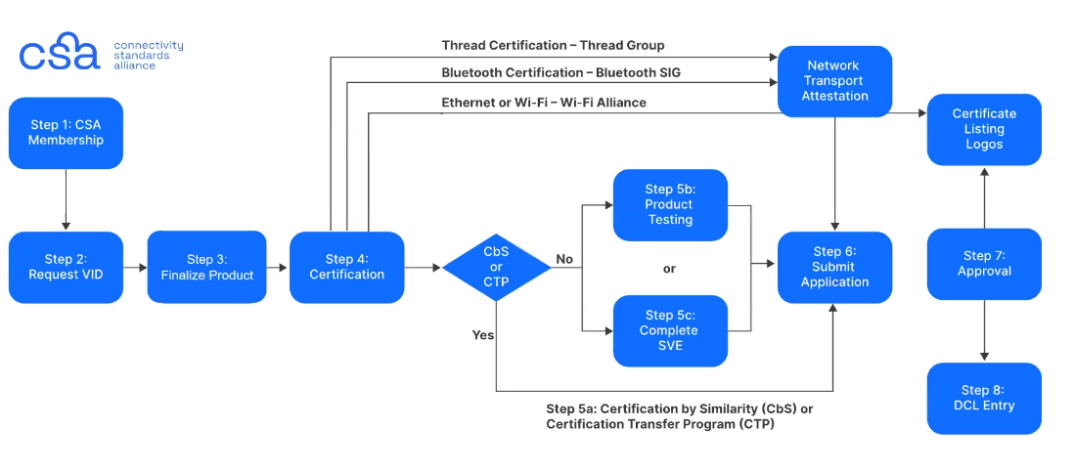 csa
connectivity
standards
alliance
Thread Certification – Thread Group
Bluetooth Certification – Bluetooth SIG
Ethernet or Wi-Fi – Wi-Fi Alliance
Network
Transport
Attestation
Certificate
Listing
Logos
Step 1: CSA
Membership
Step 2:
Request VID
Step 3:
Finalize Product
Step 4:
Certification
CbS
or
CTP
No
Yes
Step 5b:
Product
Testing
or
Step 5c:
Complete
SVE
Step 6:
Submit
Application
Step 7:
Approval
Step 8:
DCL Entry
Step 5a: Certification by Similarity (CbS) or
Certification Transfer Program (CTP)